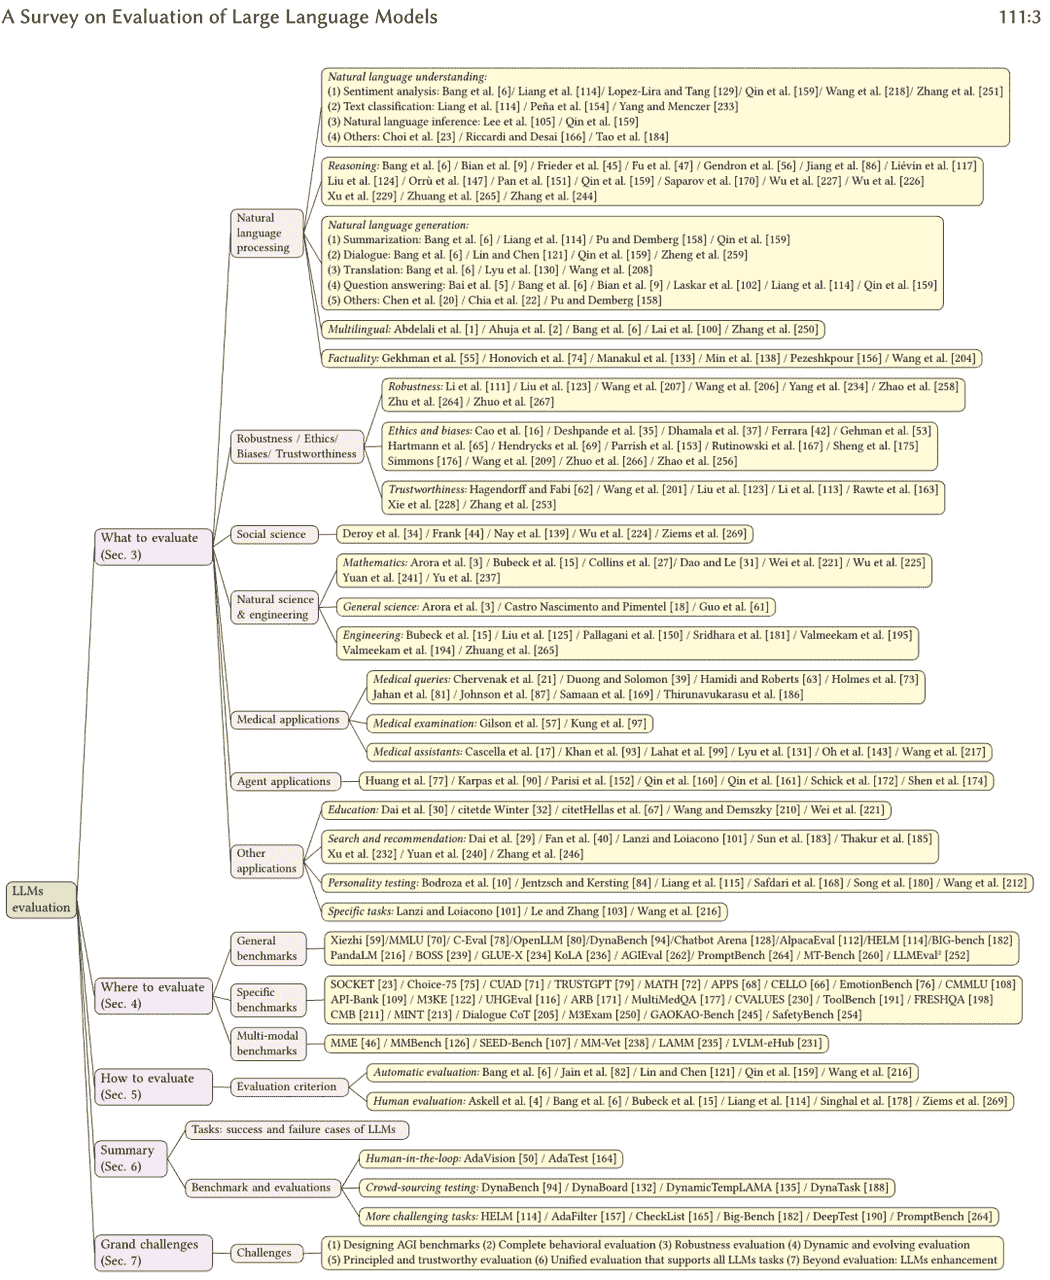 A Survey on Evaluation of Large Language Models 111:3
Natural language understanding:
(1) Sentiment analysis: Bang et al. [6]/ Liang et al. [114]/ Lopez-Lira and Tang [129]/ Qin et al. [159]/ Wang et al. [218]/ Zhang et al. [251]
(2) Text classification: Liang et al. [114] / Peña et al. [154] / Yang and Menczer [233]
(3) Natural language inference: Lee et al. [105] / Qin et al. [159]
(4) Others: Choi et al. [23] / Riccardi and Desai [166] / Tao et al. [184]
Reasoning: Bang et al. [6] / Bian et al. [9] / Frieder et al. [45] / Fu et al. [47] / Gendron et al. [56] / Jiang et al. [86] / Liévin et al. [117]
Liu et al. [124] / Orrù et al. [147] / Pan et al. [151] / Qin et al. [159] / Saparov et al. [170] / Wu et al. [227] / Wu et al. [226]
Xu et al. [229] / Zhuang et al. [265] / Zhang et al. [244]
Natural
language
processing
Natural language generation:
(1) Summarization: Bang et al. [6] / Liang et al. [114] / Pu and Demberg [158] / Qin et al. [159]
(2) Dialogue: Bang et al. [6] / Lin and Chen [121] / Qin et al. [159] / Zheng et al. [259]
(3) Translation: Bang et al. [6] / Lyu et al. [130] / Wang et al. [208]
(4) Question answering: Bai et al. [5] / Bang et al. [6] / Bian et al. [9] / Laskar et al. [102] / Liang et al. [114] / Qin et al. [159]
(5) Others: Chen et al. [20] / Chia et al. [22] / Pu and Demberg [158]
Multilingual: Abdelali et al. [1] / Ahuja et al. [2] / Bang et al. [6] / Lai et al. [100] / Zhang et al. [250]
Factuality: Gekhman et al. [55] / Honovich et al. [74] / Manakul et al. [133] / Min et al. [138] / Pezeshkpour [156] / Wang et al. [204]
Robustness: Li et al. [111] / Liu et al. [123] / Wang et al. [207] / Wang et al. [206] / Yang et al. [234] / Zhao et al. [258]
Zhu et al. [264] / Zhuo et al. [267]
Robustness / Ethics/
Biases/ Trustworthiness
Ethics and biases: Cao et al. [16] / Deshpande et al. [35] / Dhamala et al. [37] / Ferrara [42] / Gehman et al. [53]
Hartmann et al. [65] / Hendrycks et al. [69] / Parrish et al. [153] / Rutinowski et al. [167] / Sheng et al. [175]
Simmons [176] / Wang et al. [209] / Zhuo et al. [266] / Zhao et al. [256]
Trustworthiness: Hagendorff and Fabi [62] / Wang et al. [201] / Liu et al. [123] / Li et al. [113] / Rawte et al. [163]
Xie et al. [228] / Zhang et al. [253]
What to evaluate
(Sec. 3)
Social science
Deroy et al. [34] / Frank [44] / Nay et al. [139] / Wu et al. [224] / Ziems et al. [269]
Mathematics: Arora et al. [3] / Bubeck et al. [15] / Collins et al. [27]/ Dao and Le [31] / Wei et al. [221] / Wu et al. [225]
Yuan et al. [241] / Yu et al. [237]
Natural science
& engineering
General science: Arora et al. [3] / Castro Nascimento and Pimentel [18] / Guo et al. [61]
Engineering: Bubeck et al. [15] / Liu et al. [125] / Pallagani et al. [150] / Sridhara et al. [181] / Valmeekam et al. [195]
Valmeekam et al. [194] / Zhuang et al. [265]
Medical queries: Chervenak et al. [21] / Duong and Solomon [39] / Hamidi and Roberts [63] / Holmes et al. [73]
Jahan et al. [81] / Johnson et al. [87] / Samaan et al. [169] / Thirunavukarasu et al. [186]
Medical applications
Medical examination: Gilson et al. [57] / Kung et al. [97]
Medical assistants: Cascella et al. [17] / Khan et al. [93] / Lahat et al. [99] / Lyu et al. [131] / Oh et al. [143] / Wang et al. [217]
Agent applications
Huang et al. [77] / Karpas et al. [90] / Parisi et al. [152] / Qin et al. [160] / Qin et al. [161] / Schick et al. [172] / Shen et al. [174]
Education: Dai et al. [30] / citetde Winter [32] / citetHellas et al. [67] / Wang and Demszky [210] / Wei et al. [221]
Other
applications
Search and recommendation: Dai et al. [29] / Fan et al. [40] / Lanzi and Loiacono [101] / Sun et al. [183] / Thakur et al. [185]
Xu et al. [232] / Yuan et al. [240] / Zhang et al. [246]
Personality testing: Bodroza et al. [10] / Jentzsch and Kersting [84] / Liang et al. [115] / Safdari et al. [168] / Song et al. [180] / Wang et al. [212]
Specific tasks: Lanzi and Loiacono [101] / Le and Zhang [103] / Wang et al. [216]
LLMs
evaluation
General
benchmarks
Xiezhi [59]/MMLU [70]/ C-Eval [78]/OpenLLM [80]/DynaBench [94]/Chatbot Arena [128]/AlpacaEval [112]/HELM [114]/BIG-bench [182]
PandaLM [216] / BOSS [239] / GLUE-X [234] KoLA [236] / AGIEval [262]/ PromptBench [264] / MT-Bench [260] / LLMEval² [252]
Where to evaluate
(Sec. 4)
Specific
benchmarks
SOCKET [23] / Choice-75 [75] / CUAD [71] / TRUSTGPT [79] / MATH [72] / APPS [68] / CELLO [66] / EmotionBench [76] / CMMLU [108]
API-Bank [109] / M3KE [122] / UHGEval [116] / ARB [171] / MultiMedQA [177] / CVALUES [230] / ToolBench [191] / FRESHQA [198]
CMB [211] / MINT [213] / Dialogue CoT [205] / M3Exam [250] / GAOKAO-Bench [245] / SafetyBench [254]
Multi-modal
benchmarks
MME [46] / MMBench [126] / SEED-Bench [107] / MM-Vet [238] / LAMM [235] / LVLM-eHub [231]
How to evaluate
(Sec. 5)
Evaluation criterion
Automatic evaluation: Bang et al. [6] / Jain et al. [82] / Lin and Chen [121] / Qin et al. [159] / Wang et al. [216]
Human evaluation: Askell et al. [4] / Bang et al. [6] / Bubeck et al. [15] / Liang et al. [114] / Singhal et al. [178] / Ziems et al. [269]
Summary
(Sec. 6)
Tasks: success and failure cases of LLMs
Benchmark and evaluations
Human-in-the-loop: AdaVision [50] / AdaTest [164]
Crowd-sourcing testing: DynaBench [94] / DynaBoard [132] / DynamicTempLAMA [135] / DynaTask [188]
More challenging tasks: HELM [114] / AdaFilter [157] / CheckList [165] / Big-Bench [182] / DeepTest [190] / PromptBench [264]
Grand challenges
(Sec. 7)
Challenges
(1) Designing AGI benchmarks (2) Complete behavioral evaluation (3) Robustness evaluation (4) Dynamic and evolving evaluation
(5) Principled and trustworthy evaluation (6) Unified evaluation that supports all LLMs tasks (7) Beyond evaluation: LLMs enhancement